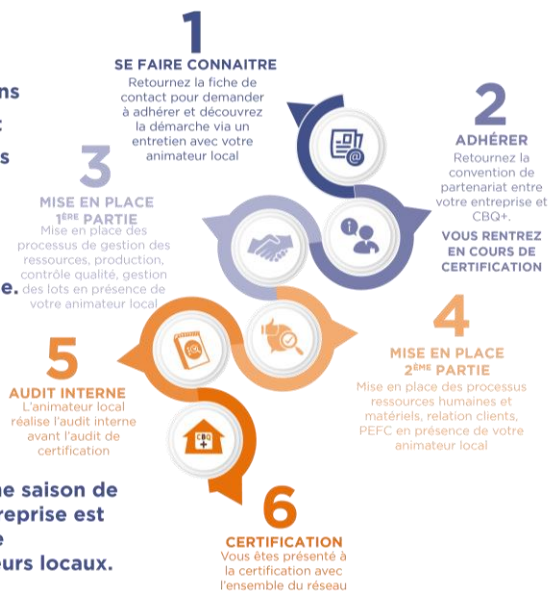 1
SE FAIRE CONNAITRE
Retournez la fiche de
contact pour demander
à adhérer et découvrez
la démarche via un
entretien avec votre
animateur local
2
ADHÉRER
Retournez la
convention de
partenariat entre
votre entreprise et
CBQ+.
VOUS RENTREZ
EN COURS DE
CERTIFICATION
3
MISE EN PLACE
1ÈRE PARTIE
Mise en place des
processus de gestion des
ressources, production,
contrôle qualité, gestion
des lots en présence de
votre animateur local
4
MISE EN PLACE
2ÈME PARTIE
Mise en place des processus
ressources humaines et
matériels, relation clients,
PEFC en présence de votre
animateur local
5
AUDIT INTERNE
L'animateur local
réalise l'audit interne
avant l'audit de
certification
CBQ
+
6
CERTIFICATION
Vous êtes présenté à
la certification avec
l'ensemble du réseau
saison de
est
locaux.